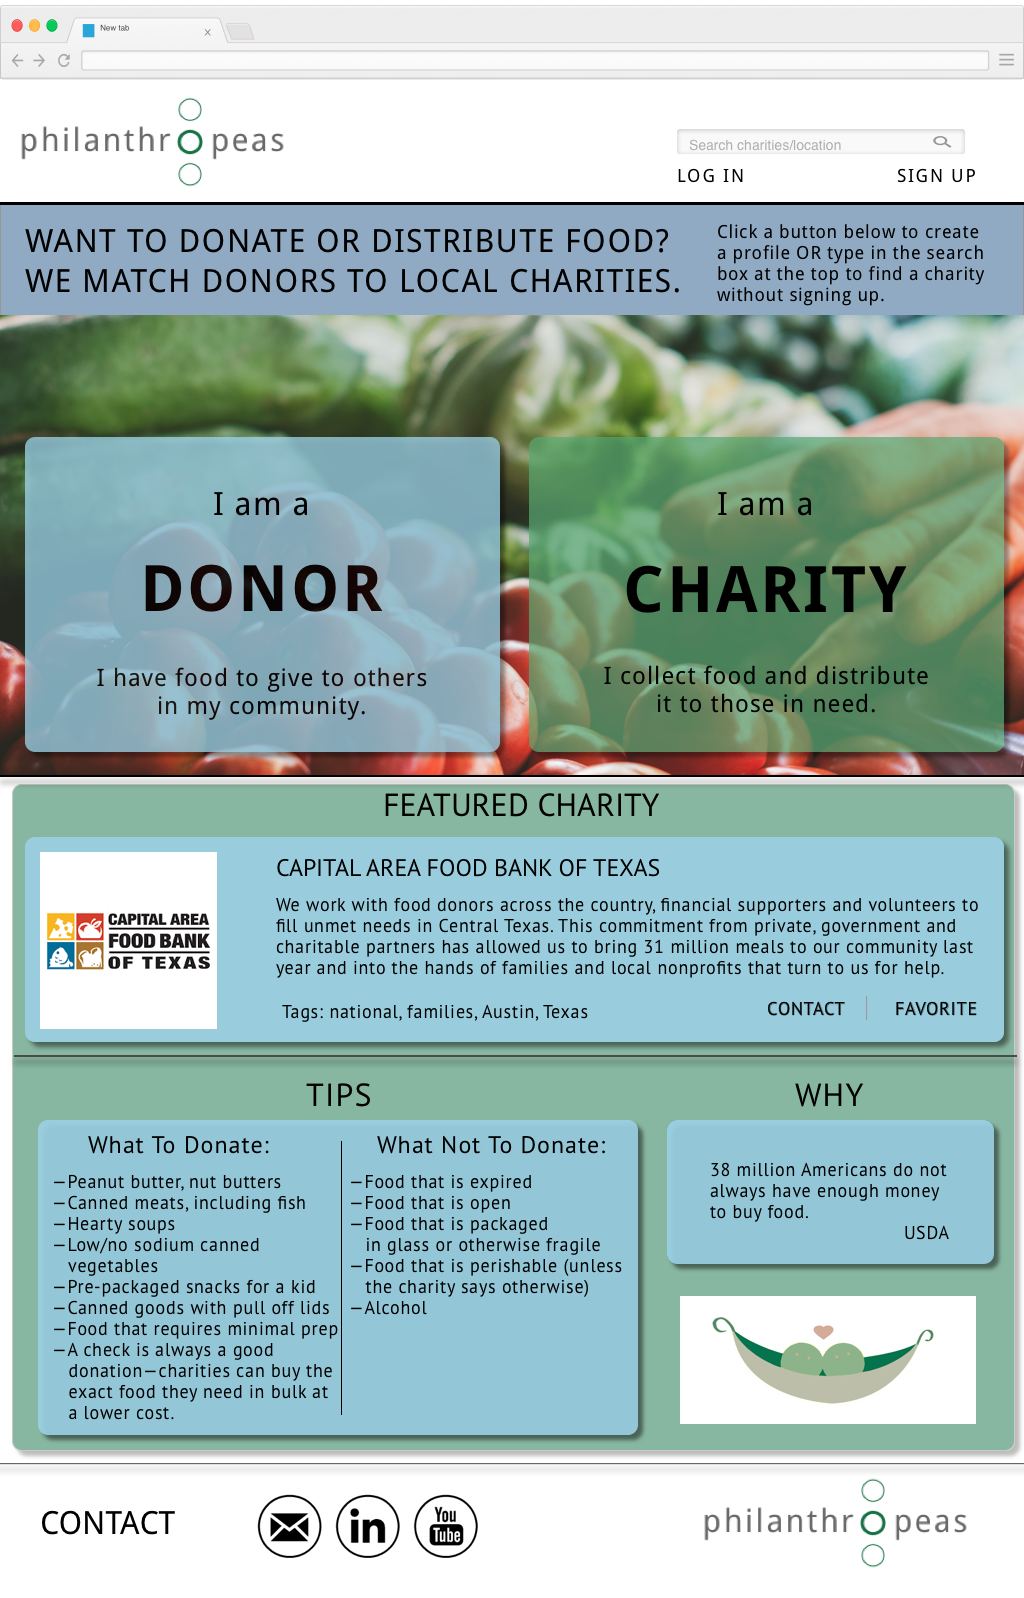 New tab
philanthropeas
Search charities/location
LOG IN
SIGN UP
WANT TO DONATE OR DISTRIBUTE FOOD?
WE MATCH DONORS TO LOCAL CHARITIES.
Click a button below to create
a profile OR type in the search
box at the top to find a charity
without signing up.
I am a
DONOR
I have food to give to others
in my community.
I am a
CHARITY
I collect food and distribute
it to those in need.
FEATURED CHARITY
CAPITAL AREA
FOOD BANK
OF TEXAS
CAPITAL AREA FOOD BANK OF TEXAS
We work with food donors across the country, financial supporters and volunteers to
fill unmet needs in Central Texas. This commitment from private, government and
charitable partners has allowed us to bring 31 million meals to our community last
year and into the hands of families and local nonprofits that turn to us for help.
Tags: national, families, Austin, Texas
CONTACT
FAVORITE
TIPS
What To Donate:
—Peanut butter, nut butters
—Canned meats, including fish
—Hearty soups
—Low/no sodium canned
vegetables
—Pre-packaged snacks for a kid
—Canned goods with pull off lids
—Food that requires minimal prep
—A check is always a good
donation—charities can buy the
exact food they need in bulk at
a lower cost.
What Not To Donate:
—Food that is expired
—Food that is open
—Food that is packaged
in glass or otherwise fragile
—Food that is perishable (unless
the charity says otherwise)
—Alcohol
WHY
38 million Americans do not
always have enough money
to buy food.
USDA
CONTACT
in
You
Tube
philanthropeas